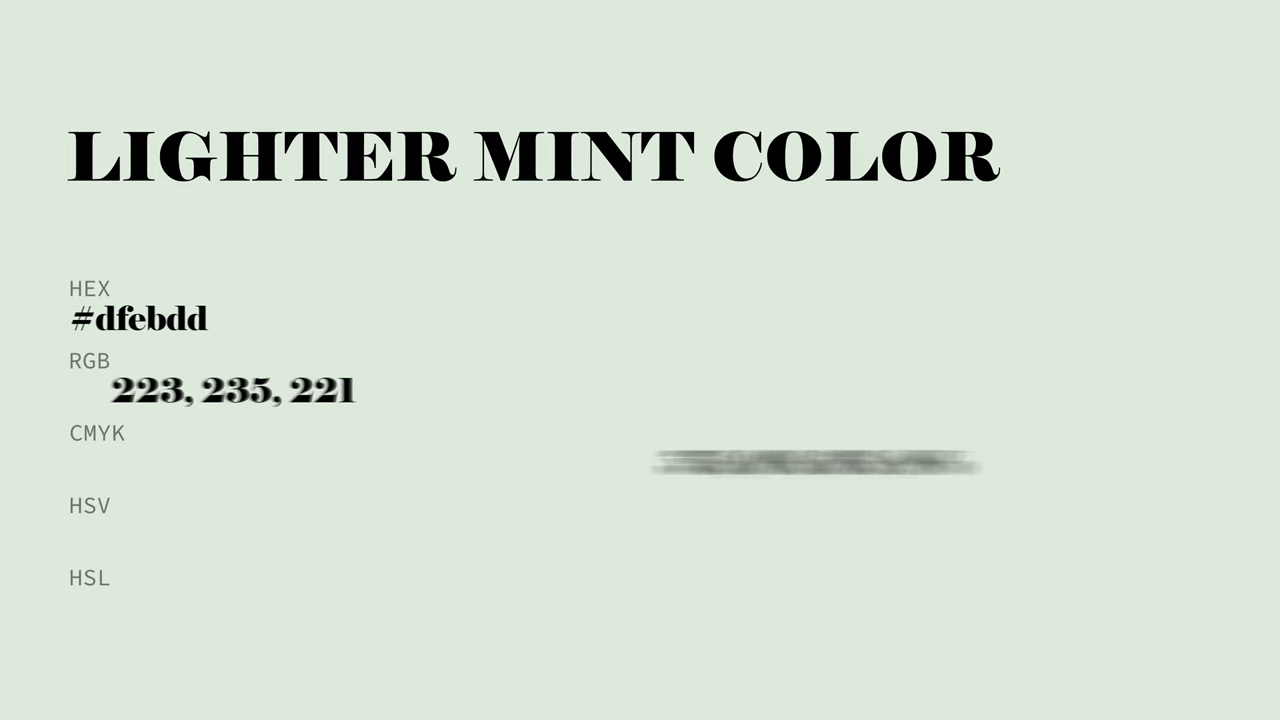 LIGHTER MINT COLOR
HEX
#dfebdd
RGB
223, 235, 221
CMYK
HSV
HSL